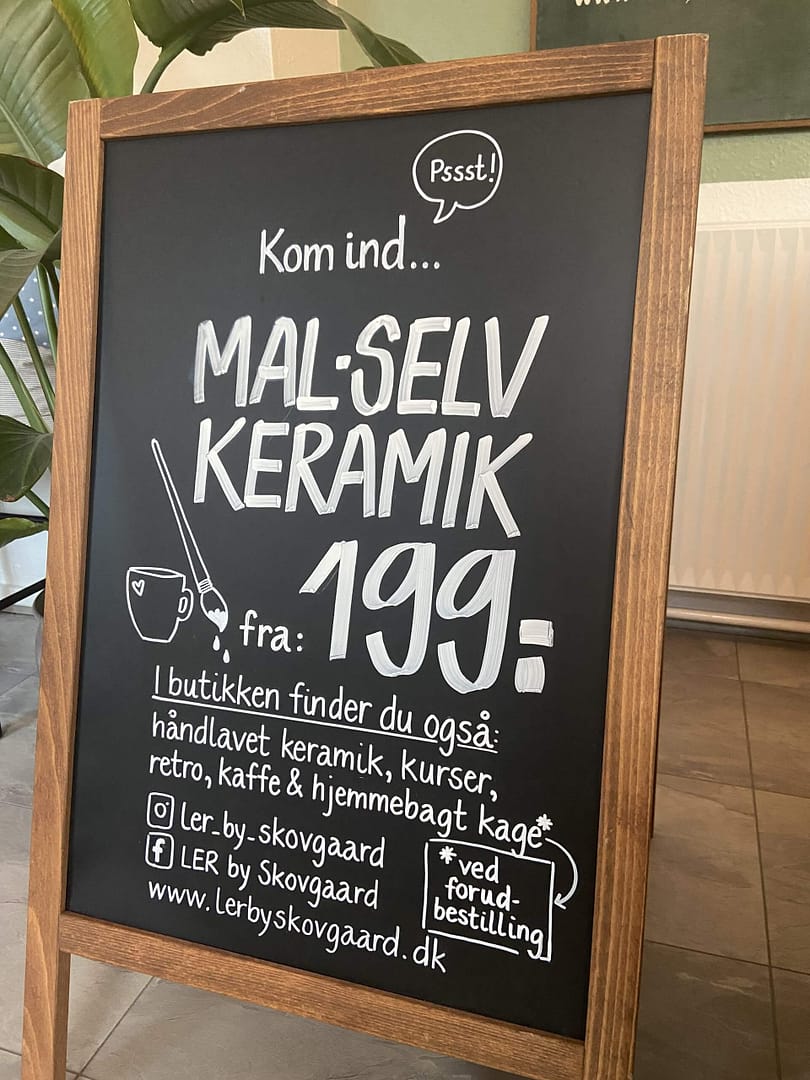 Pssst!
Kom ind...
MAL-SELV
KERAMIK
fra: 199:-
I butikken finder du også:
håndlavet keramik, kurser,
retro, kaffe & hjemmebagt kage*
ler_by_skovgaard
LER by Skovgaard
www.lerbyskovgaard.dk
*ved
forud-
bestilling